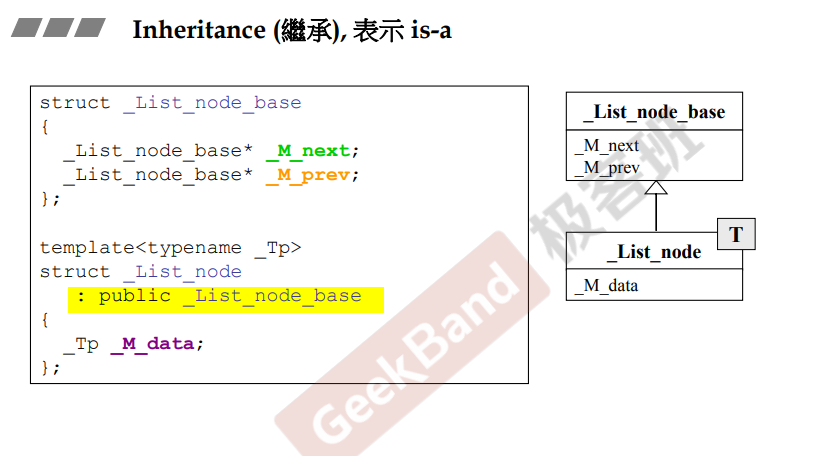 Inheritance (繼承), 表示 is-a
struct _List_node_base
{
  _List_node_base* _M_next;
  _List_node_base* _M_prev;
};
template<typename _Tp>
struct _List_node
   : public _List_node_base
{
  _Tp _M_data;
};
_List_node_base
_M_next
_M_prev
T
_List_node
_M_data
GeekBand 极客班